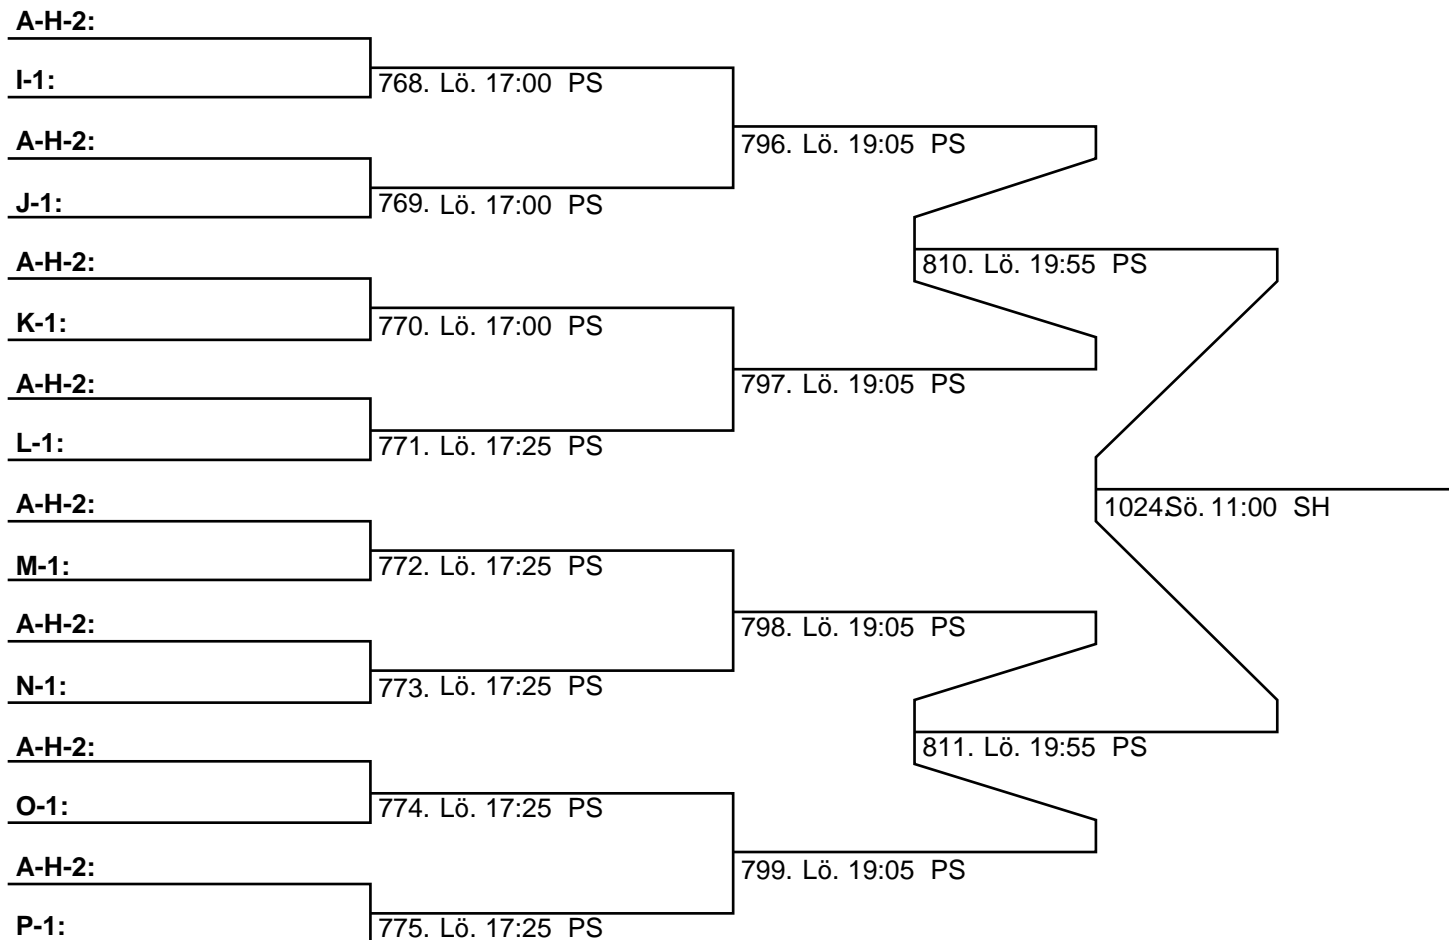 A-H-2:
I-1:
768. Lö. 17:00 PS
A-H-2:
796. Lö. 19:05 PS
J-1:
769. Lö. 17:00 PS
A-H-2:
810. Lö. 19:55 PS
K-1:
770. Lö. 17:00 PS
A-H-2:
797. Lö. 19:05 PS
L-1:
771. Lö. 17:25 PS
A-H-2:
1024. Sö. 11:00 SH
M-1:
772. Lö. 17:25 PS
A-H-2:
798. Lö. 19:05 PS
N-1:
773. Lö. 17:25 PS
A-H-2:
811. Lö. 19:55 PS
O-1:
774. Lö. 17:25 PS
A-H-2:
799. Lö. 19:05 PS
P-1:
775. Lö. 17:25 PS